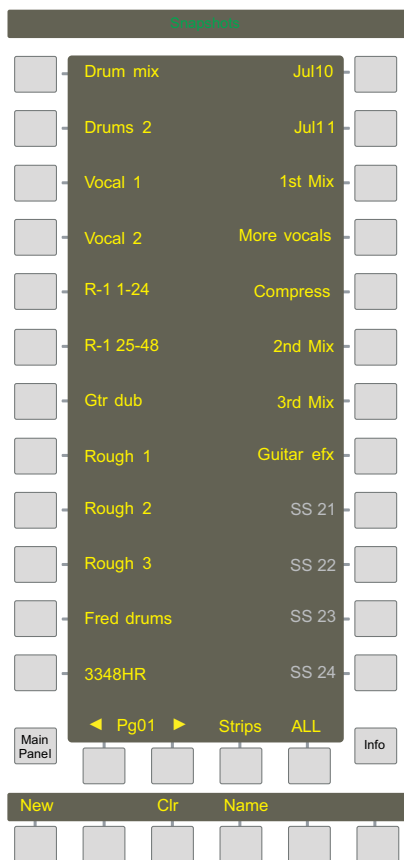 Snapshots
Drum mix Jul10
Drums 2 Jul11
Vocal 1 1st Mix
Vocal 2 More vocals
R-1 1-24 Compress
R-1 25-48 2nd Mix
Gtr dub 3rd Mix
Rough 1 Guitar efx
Rough 2 SS 21
Rough 3 SS 22
Fred drums SS 23
3348HR SS 24
Main Panel ◄ Pg01 ► Strips ALL Info
New Clr Name